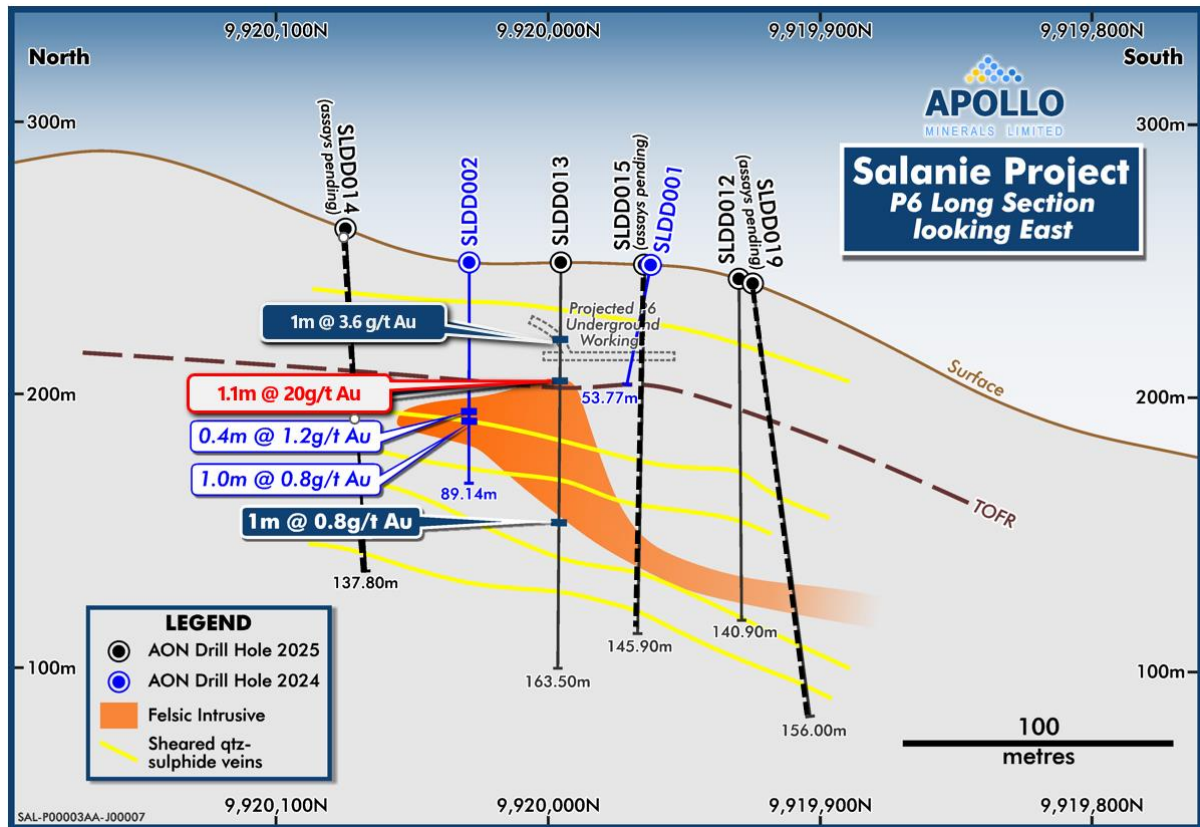 9,920,100N
9.920,000N
9,919,900N
9,919,800N
North
South
APOLLO
MINERALS LIMITED
Salanie Project
P6 Long Section
looking East
300m
300m
SLDD014
(assays pending)
SLDD002
SLDD013
SLDD015
(assays pending)
SLDD001
SLDD012
(assays pending)
SLDD019
1m @ 3.6 g/t Au
Projected P6
Underground
Working
Surface
200m
200m
1.1m @ 20g/t Au
53.77m
0.4m @ 1.2g/t Au
1.0m @ 0.8g/t Au
89.14m
1m @ 0.8g/t Au
TOFR
137.80m
145.90m
140.90m
163.50m
156.00m
100m
100m
LEGEND
AON Drill Hole 2025
AON Drill Hole 2024
Felsic Intrusive
Sheared qtz-
sulphide veins
100
metres
9,920,100N
9,920,000N
9,919,900N
9,919,800N
SAL-P00003AA-J00007